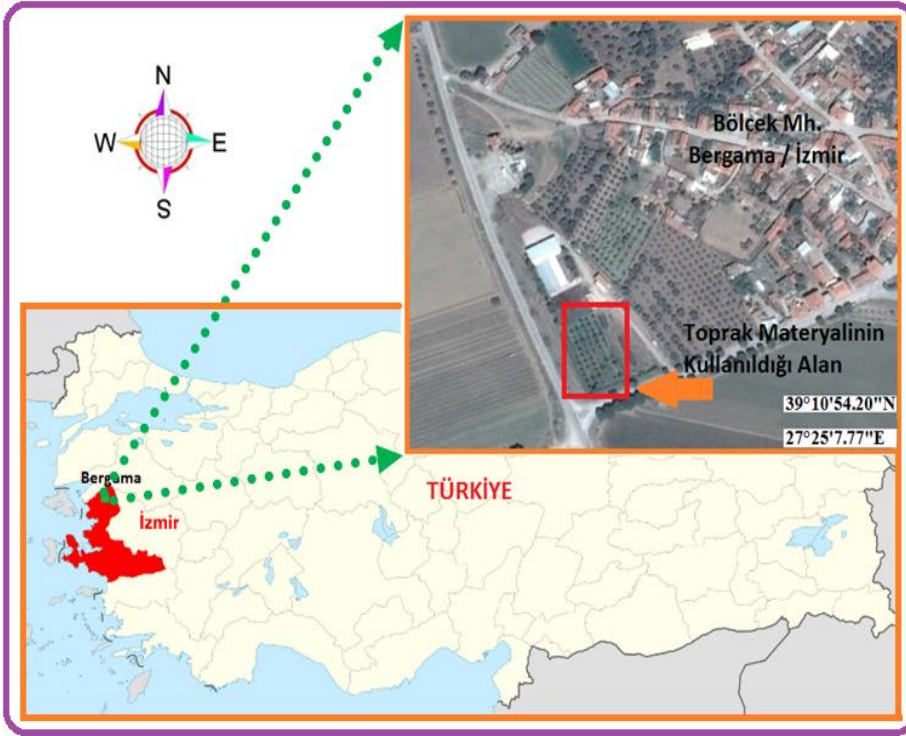 N
W E
S
Bölcek Mh.
Bergama / İzmir
Toprak Materyalinin
Kullanıldığı Alan
39°10'54.20"N
27°25'7.77"E
Bergama
İzmir
TÜRKİYE